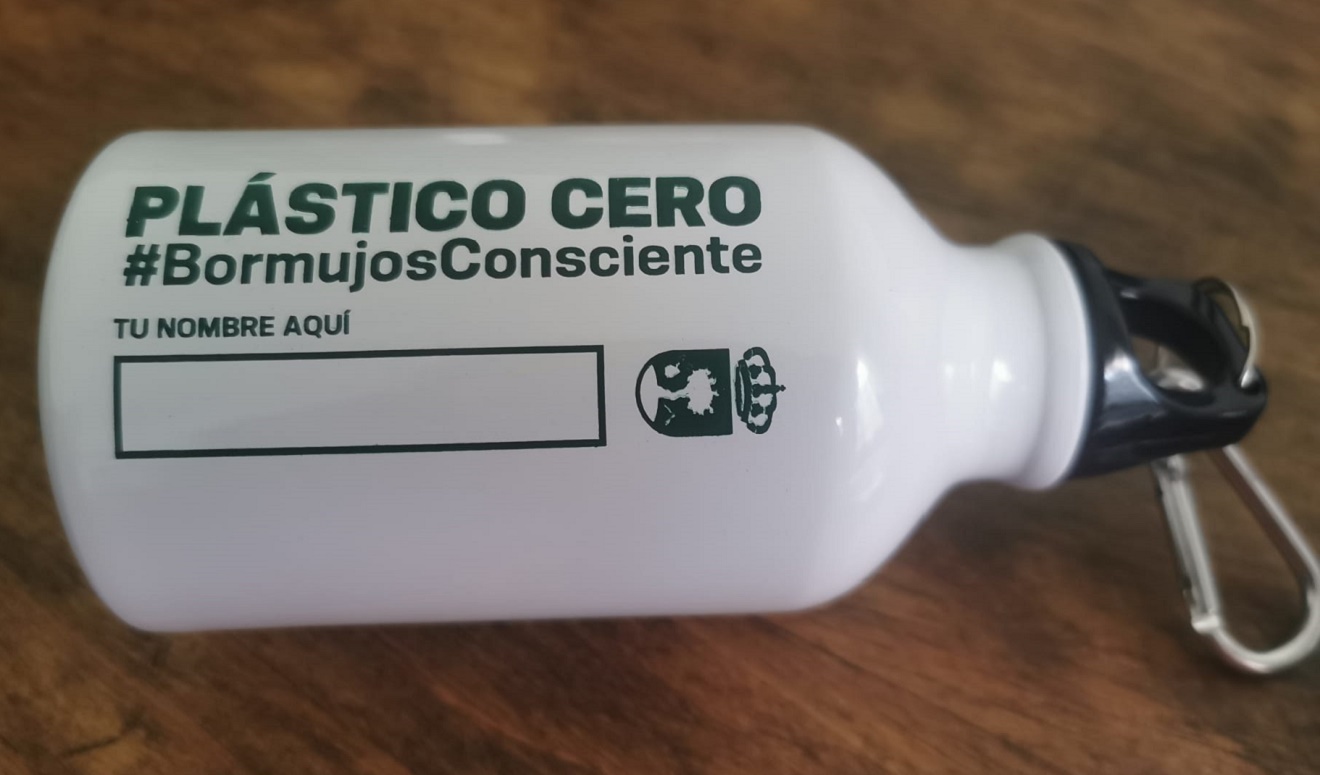 PLÁSTICO CERO
#BormujosConsciente
TU NOMBRE AQUÍ